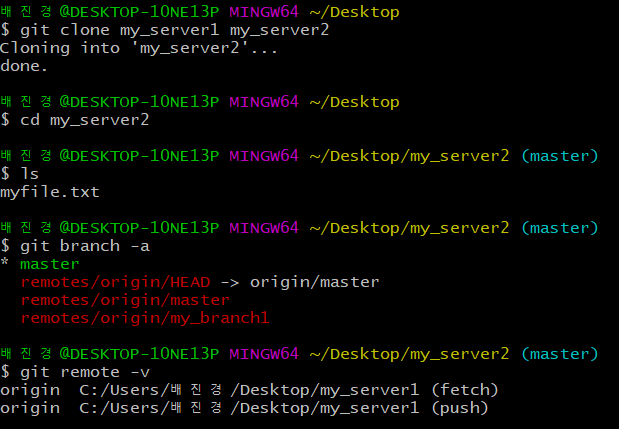 배진경@DESKTOP-10NE13P MINGW64 ~/Desktop
$ git clone my_server1 my_server2
Cloning into 'my_server2'...
done.
배진경@DESKTOP-10NE13P MINGW64 ~/Desktop
$ cd my_server2
배진경@DESKTOP-10NE13P MINGW64 ~/Desktop/my_server2 (master)
$ ls
myfile.txt
배진경@DESKTOP-10NE13P MINGW64 ~/Desktop/my_server2 (master)
$ git branch -a
* master
  remotes/origin/HEAD -> origin/master
  remotes/origin/master
  remotes/origin/my_branch1
배진경@DESKTOP-10NE13P MINGW64 ~/Desktop/my_server2 (master)
$ git remote -v
origin  C:/Users/배진경/Desktop/my_server1 (fetch)
origin  C:/Users/배진경/Desktop/my_server1 (push)